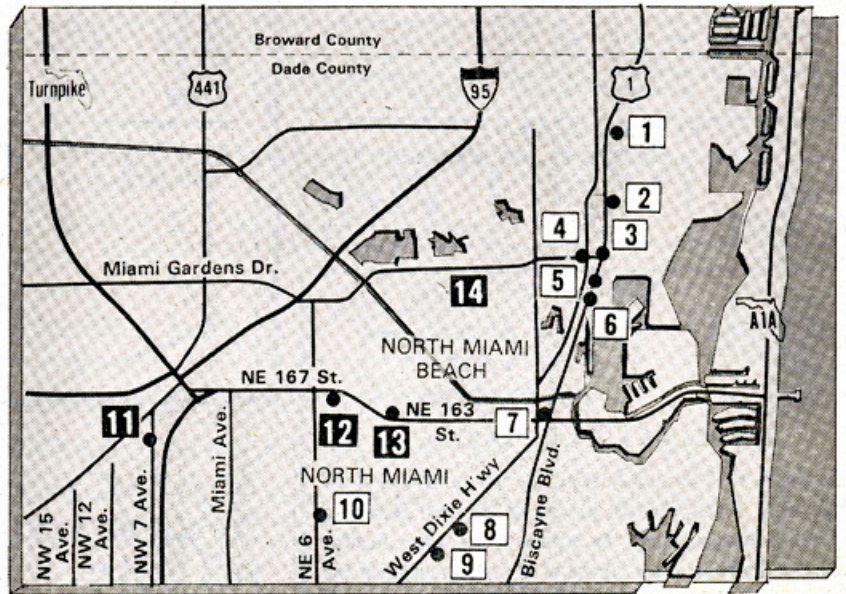 Broward County
Dade County
Turnpike
441
95
1
1
2
4
3
Miami Gardens Dr.
14
5
6
A1A
NORTH MIAMI
BEACH
NE 167 St.
11
12
13
NE 163
St.
7
Miami Ave.
NORTH MIAMI
10
West Dixie H'wy
Biscayne Blvd.
8
9
NW 15
Ave.
NW 12
Ave.
NW 7 Ave.
NE 6
Ave.